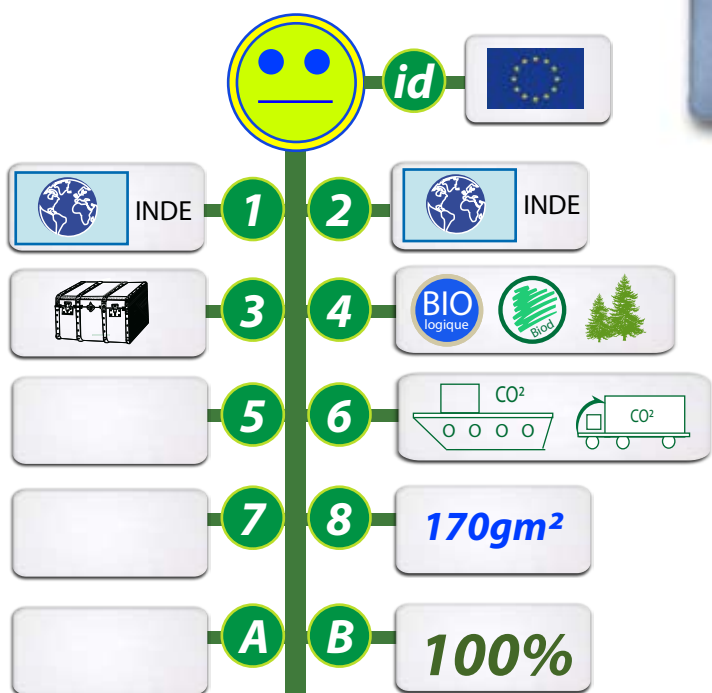 id
INDE
1
2
INDE
3
4
BIO
logique
Biod
5
6
CO²
CO²
7
8
170gm²
A
B
100%